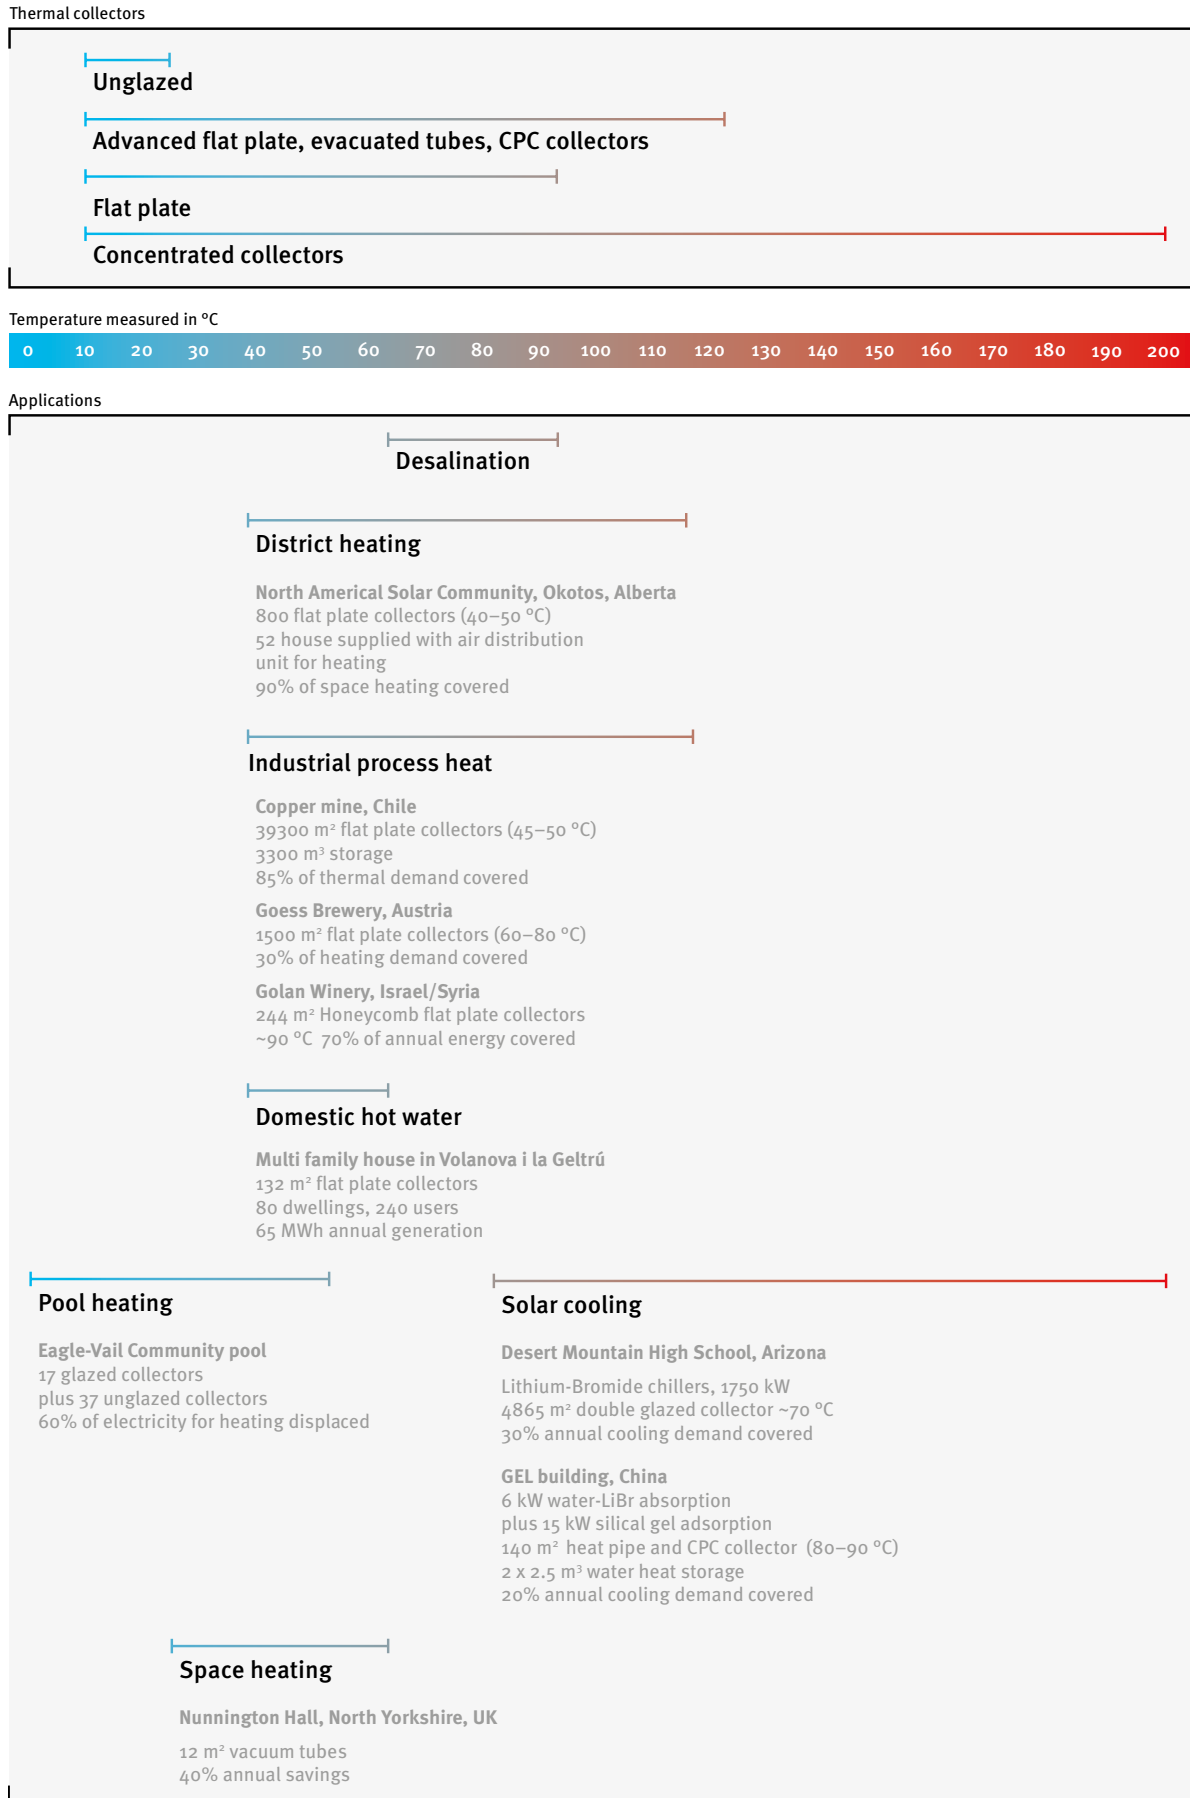 Thermal collectors
Unglazed
Advanced flat plate, evacuated tubes, CPC collectors
Flat plate
Concentrated collectors
Temperature measured in °C
0 10 20 30 40 50 60 70 80 90 100 110 120 130 140 150 160 170 180 190 200
Applications
Desalination
District heating
North Americal Solar Community, Okotos, Alberta
800 flat plate collectors (40–50 °C)
52 house supplied with air distribution
unit for heating
90% of space heating covered
Industrial process heat
Copper mine, Chile
39300 m² flat plate collectors (45–50 °C)
3300 m³ storage
85% of thermal demand covered
Goess Brewery, Austria
1500 m² flat plate collectors (60–80 °C)
30% of heating demand covered
Golan Winery, Israel/Syria
244 m² Honeycomb flat plate collectors
~90 °C 70% of annual energy covered
Domestic hot water
Multi family house in Volanova i la Geltrú
132 m² flat plate collectors
80 dwellings, 240 users
65 MWh annual generation
Pool heating
Eagle-Vail Community pool
17 glazed collectors
plus 37 unglazed collectors
60% of electricity for heating displaced
Solar cooling
Desert Mountain High School, Arizona
Lithium-Bromide chillers, 1750 kW
4865 m² double glazed collector ~70 °C
30% annual cooling demand covered
GEL building, China
6 kW water-LiBr absorption
plus 15 kW silical gel adsorption
140 m² heat pipe and CPC collector (80–90 °C)
2 x 2.5 m³ water heat storage
20% annual cooling demand covered
Space heating
Nunnington Hall, North Yorkshire, UK
12 m² vacuum tubes
40% annual savings